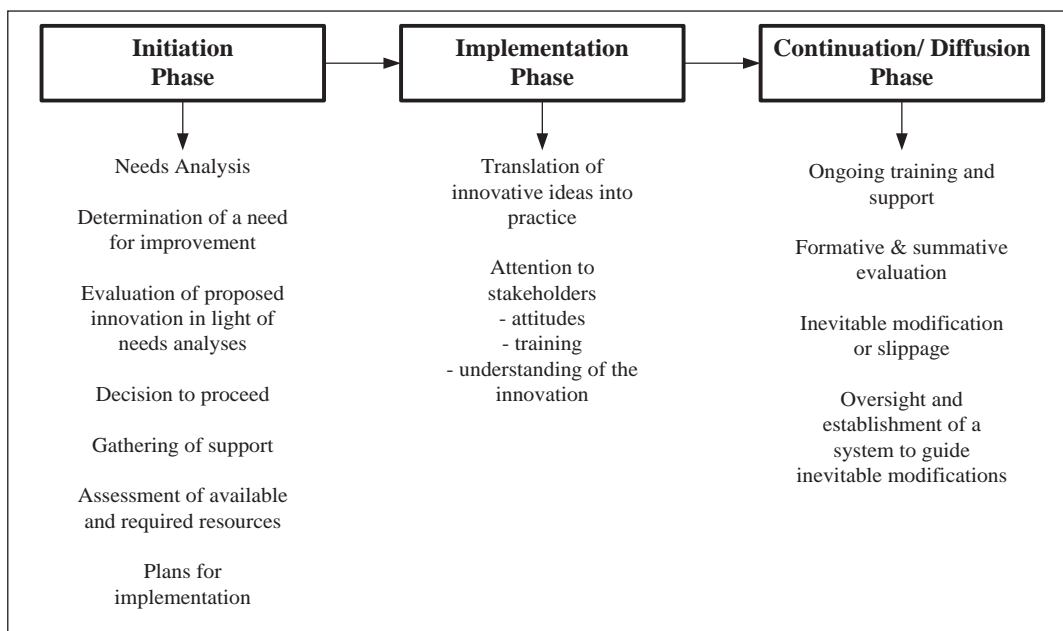 Initiation
Phase
Implementation
Phase
Continuation/ Diffusion
Phase
Needs Analysis
Determination of a need
for improvement
Evaluation of proposed
innovation in light of
needs analyses
Decision to proceed
Gathering of support
Assessment of available
and required resources
Plans for
implementation
Translation of
innovative ideas into
practice
Attention to
stakeholders
- attitudes
- training
- understanding of the
innovation
Ongoing training and
support
Formative & summative
evaluation
Inevitable modification
or slippage
Oversight and
establishment of a
system to guide
inevitable modifications